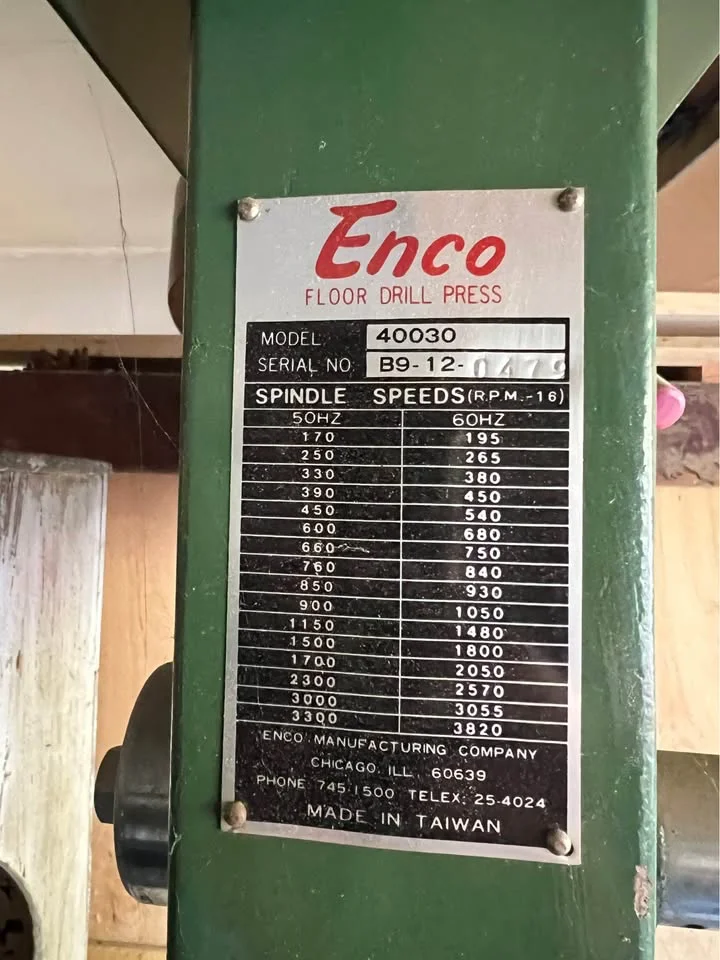 Enco
FLOOR DRILL PRESS
MODEL 40030
SERIAL NO. B9-12-0479
SPINDLE SPEEDS (R.P.M.-16)
50HZ 60HZ
170 195
250 265
330 380
390 450
450 540
600 680
660 750
760 840
850 930
900 1050
1150 1480
1500 1800
1700 2050
2300 2570
3000 3055
3300 3820
ENCO MANUFACTURING COMPANY
CHICAGO. ILL 60639
PHONE 745-1500 TELEX: 25-4024
MADE IN TAIWAN